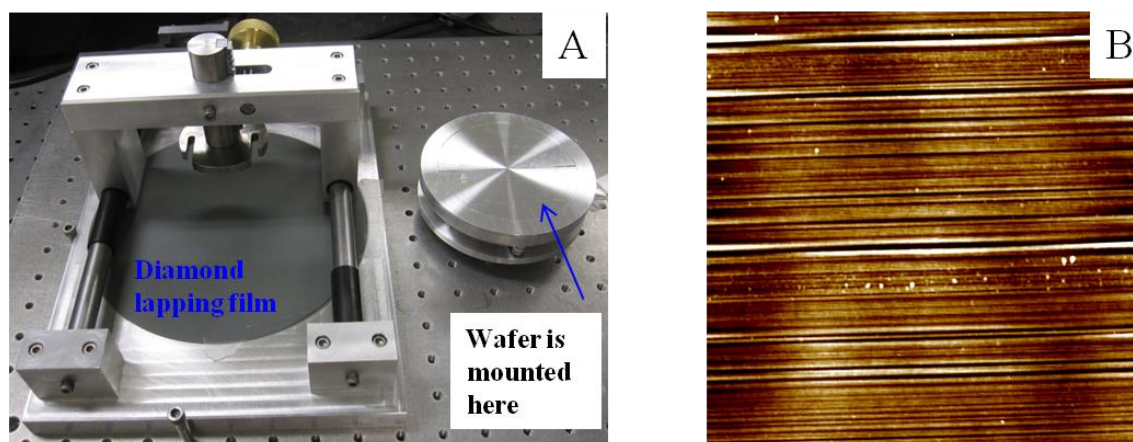 A
B
Diamond
lapping film
Wafer is
mounted
here